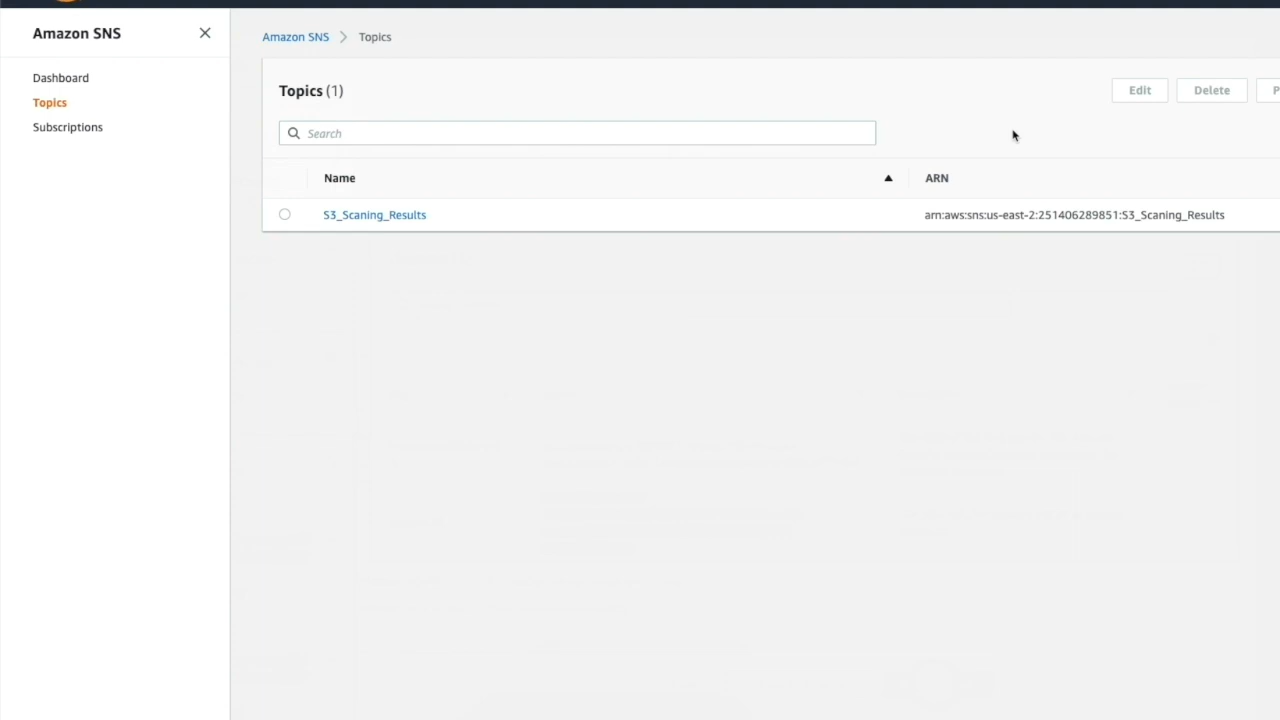 Amazon SNS
Dashboard
Topics
Subscriptions
Amazon SNS > Topics
Topics (1)
Edit
Delete
P
Search
Name
ARN
S3_Scaning_Results
arn:aws:sns:us-east-2:251406289851:S3_Scaning_Results